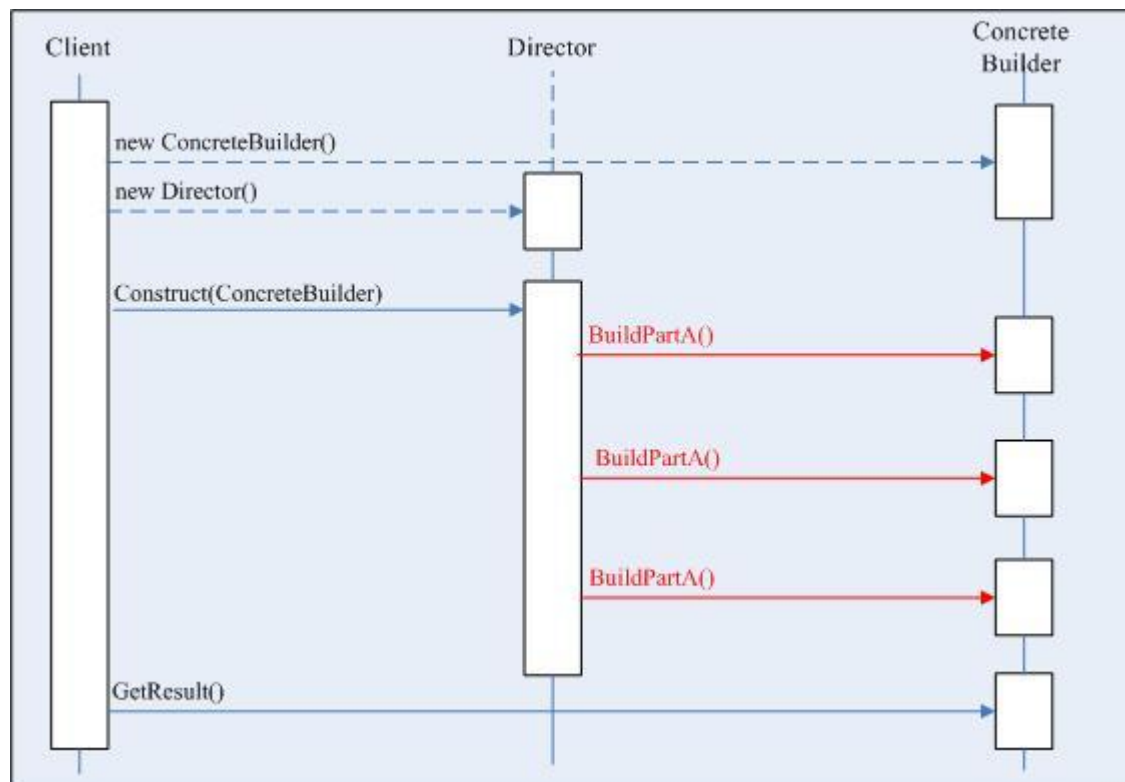 Client
Director
Concrete
Builder
new ConcreteBuilder()
new Director()
Construct(ConcreteBuilder)
BuildPartA()
BuildPartA()
BuildPartA()
GetResult()